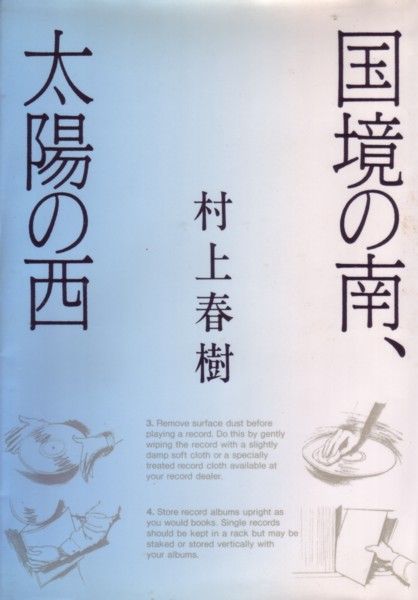 国境の南、
太陽の西
村上春樹
3. Remove surface dust before
playing a record. Do this by gently
wiping the record with a slightly
damp soft cloth or a specially
treated record cloth available at
your record dealer.
4. Store record albums upright as
you would books. Single records
should be kept in a rack but may be
staked or stored vertically with
your albums.